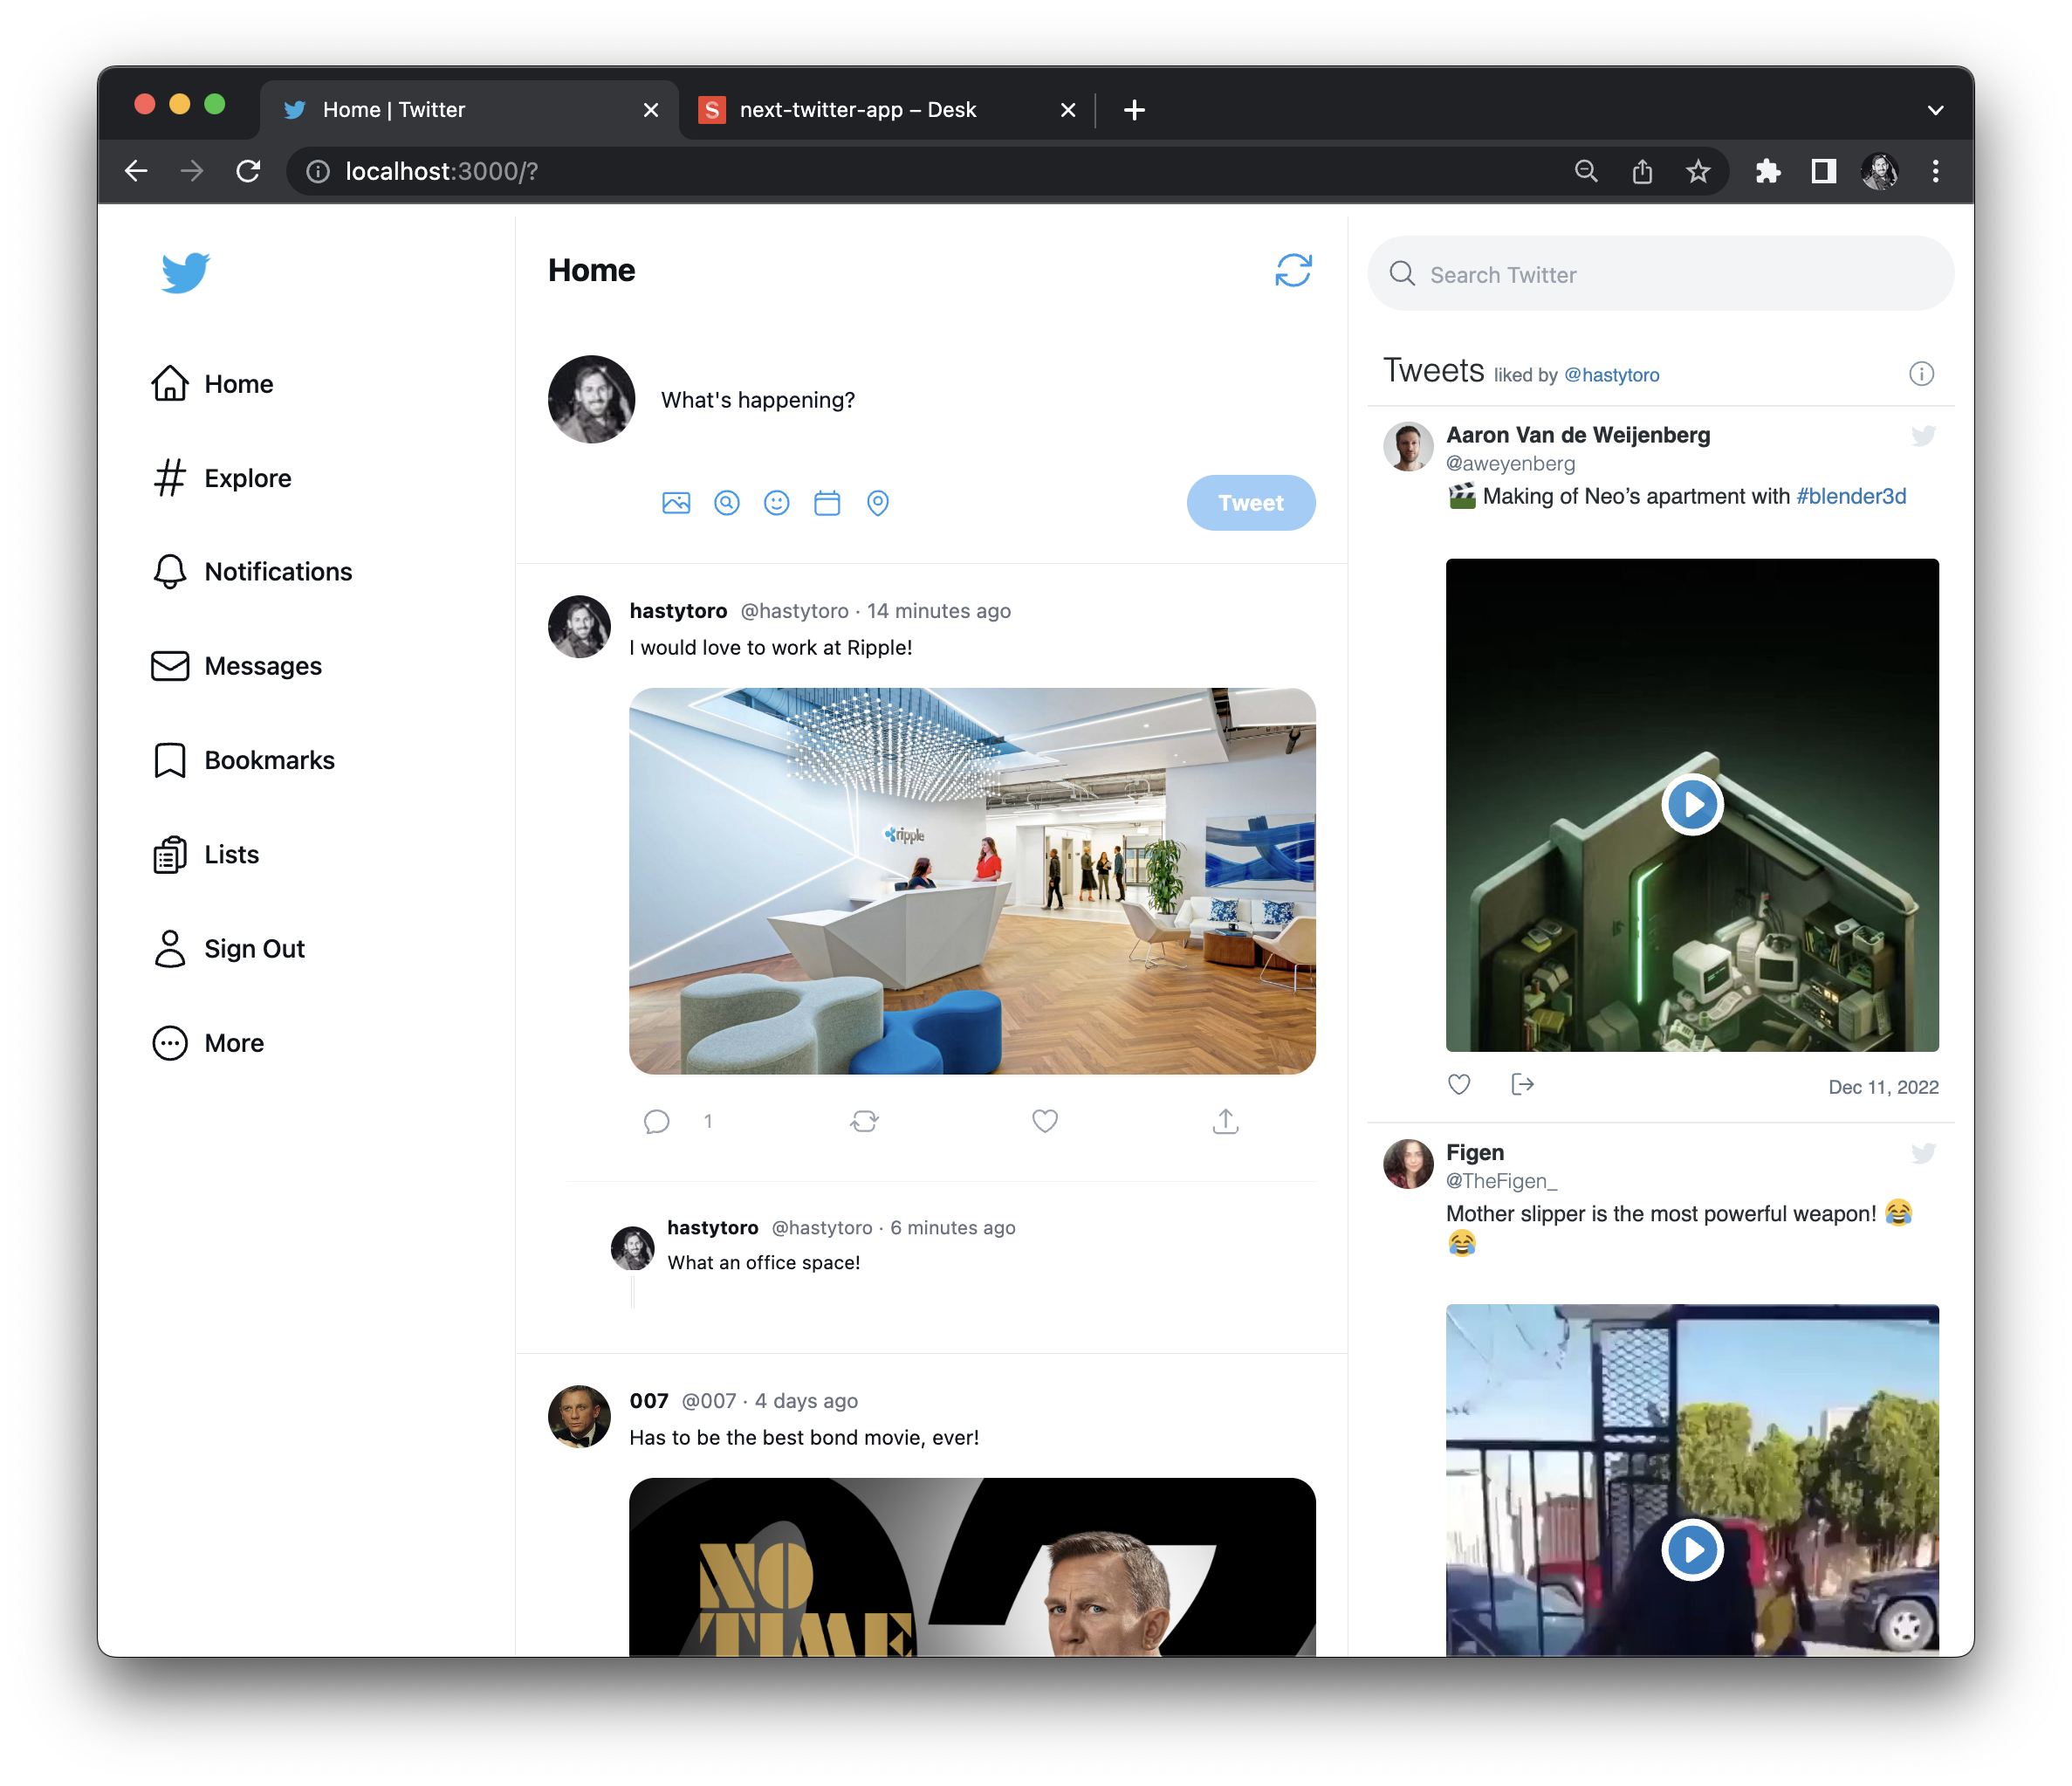 Home | Twitter
next-twitter-app – Desk
localhost:3000/?
Home
Explore
Notifications
Messages
Bookmarks
Lists
Sign Out
More
Home
What's happening?
Tweet
hastytoro @hastytoro · 14 minutes ago
I would love to work at Ripple!
ripple
1
hastytoro @hastytoro · 6 minutes ago
What an office space!
007 @007 · 4 days ago
Has to be the best bond movie, ever!
NO
TIME
Search Twitter
Tweets liked by @hastytoro
Aaron Van de Weijenberg
@aweyenberg
🎬 Making of Neo’s apartment with #blender3d
Dec 11, 2022
Figen
@TheFigen_
Mother slipper is the most powerful weapon! 😂
😂